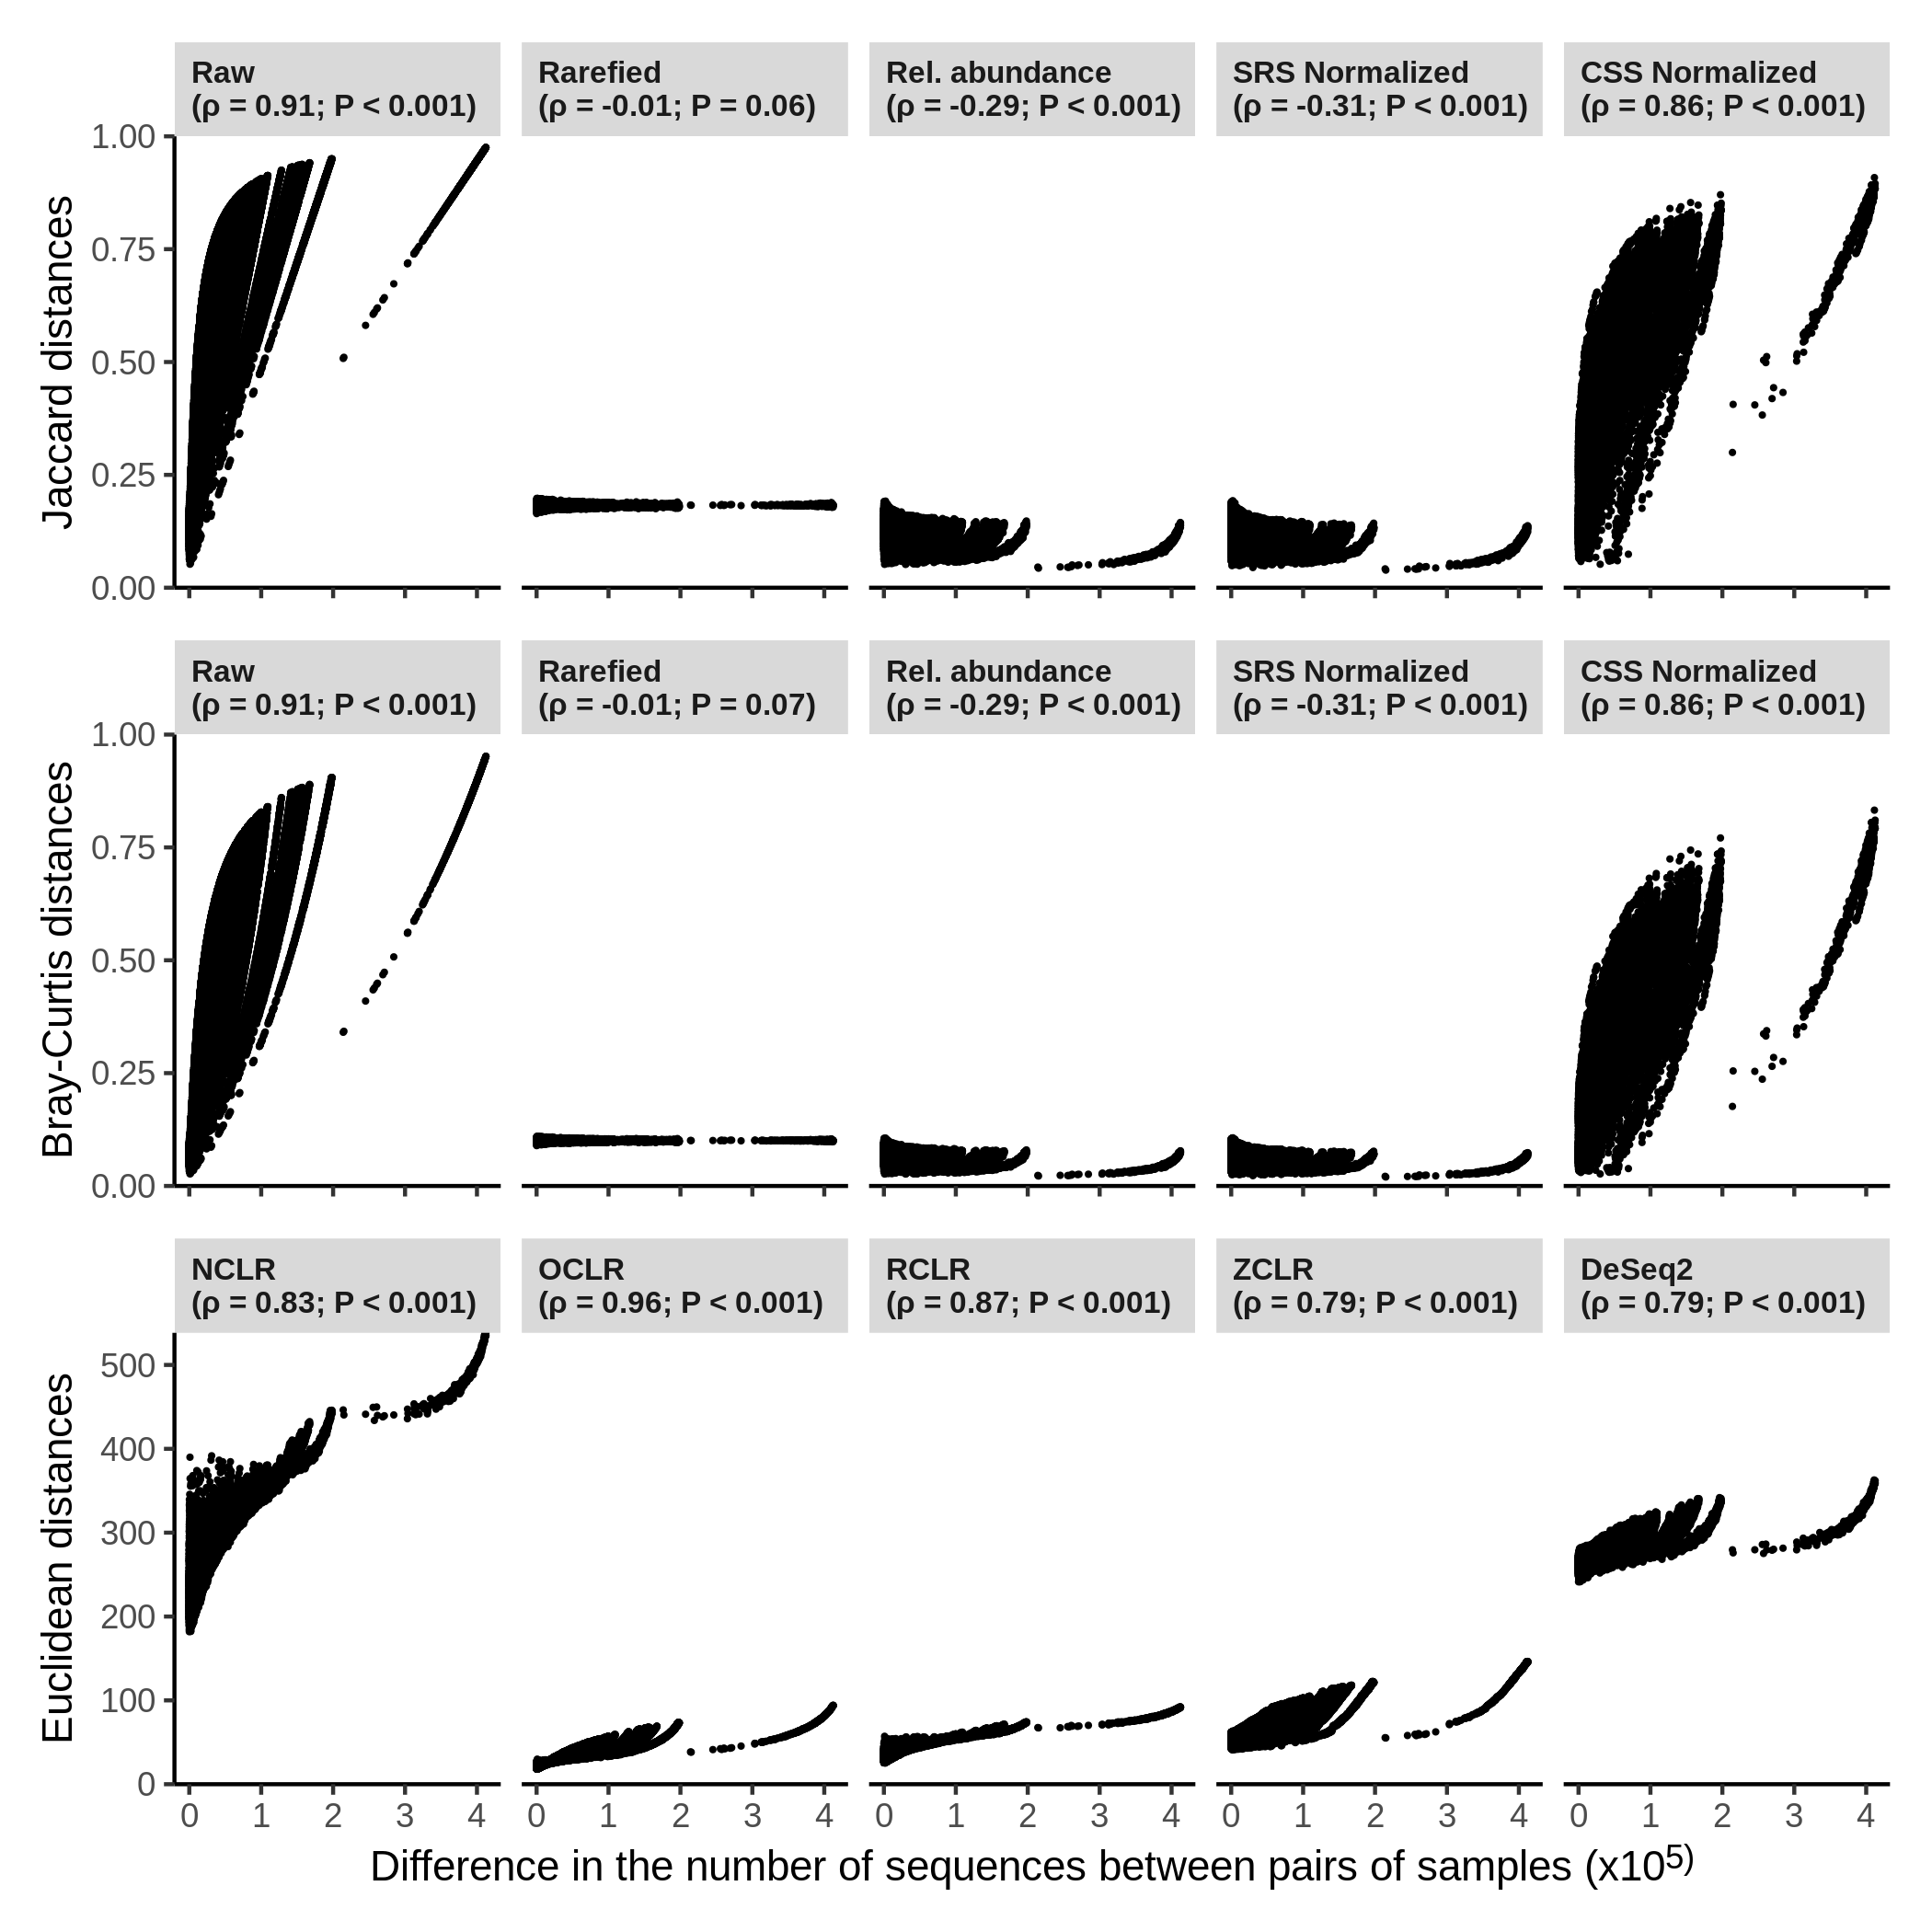 Raw
(ρ = 0.91; P < 0.001)
Rarefied
(ρ = -0.01; P = 0.06)
Rel. abundance
(ρ = -0.29; P < 0.001)
SRS Normalized
(ρ = -0.31; P < 0.001)
CSS Normalized
(ρ = 0.86; P < 0.001)
Jaccard distances
1.00
0.75
0.50
0.25
0.00
Raw
(ρ = 0.91; P < 0.001)
Rarefied
(ρ = -0.01; P = 0.07)
Rel. abundance
(ρ = -0.29; P < 0.001)
SRS Normalized
(ρ = -0.31; P < 0.001)
CSS Normalized
(ρ = 0.86; P < 0.001)
Bray-Curtis distances
1.00
0.75
0.50
0.25
0.00
NCLR
(ρ = 0.83; P < 0.001)
OCLR
(ρ = 0.96; P < 0.001)
RCLR
(ρ = 0.87; P < 0.001)
ZCLR
(ρ = 0.79; P < 0.001)
DeSeq2
(ρ = 0.79; P < 0.001)
Euclidean distances
500
400
300
200
100
0
0 1 2 3 4
0 1 2 3 4
0 1 2 3 4
0 1 2 3 4
0 1 2 3 4
Difference in the number of sequences between pairs of samples (x10⁵⁾